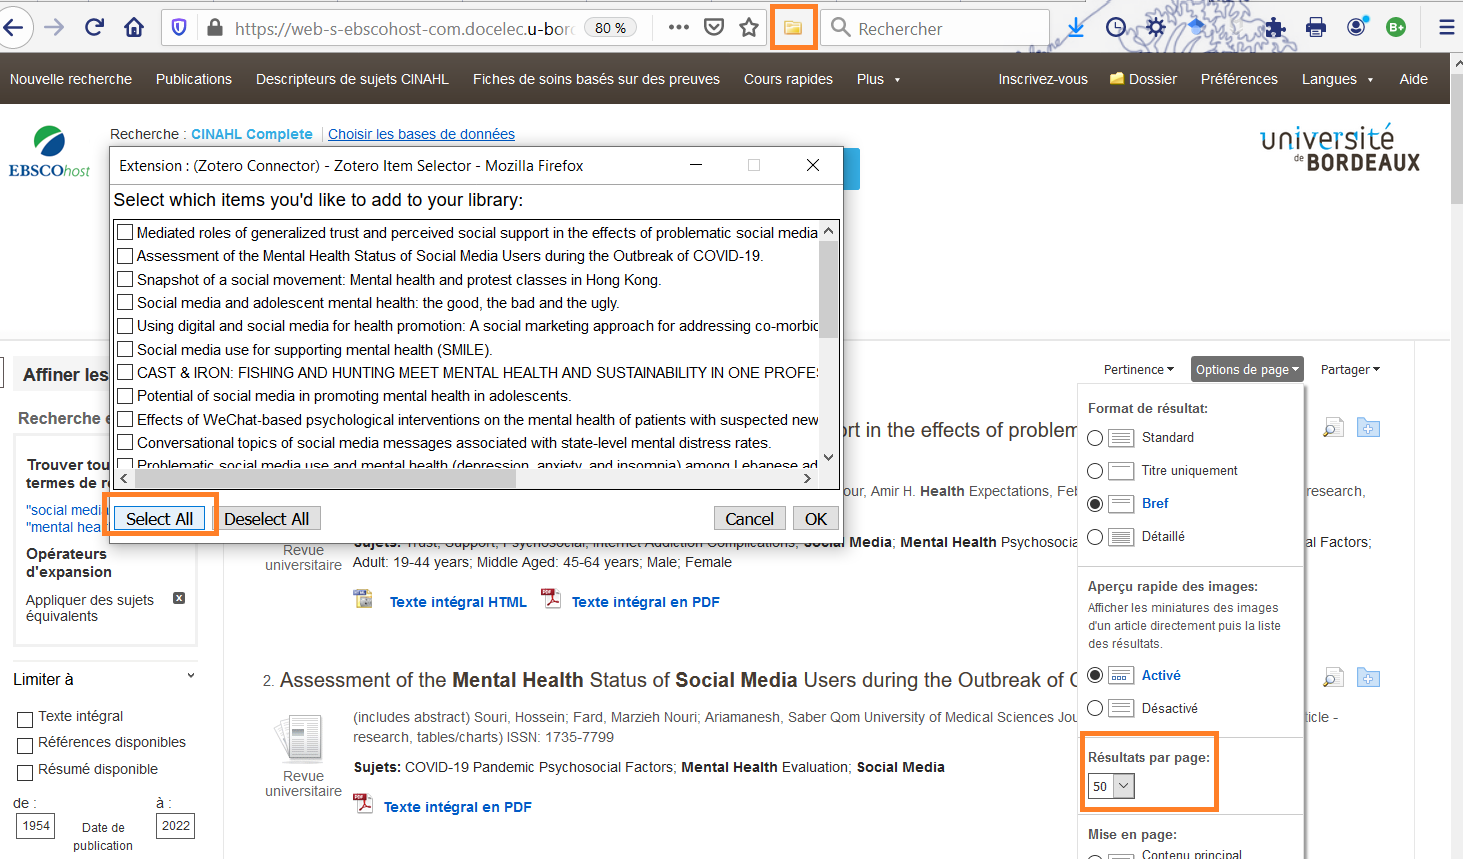 https://web-s-ebscohost-com.docelec.u-bord
80 %
Rechercher
B+
Nouvelle recherche Publications Descripteurs de sujets CINAHL Fiches de soins basés sur des preuves Cours rapides Plus Inscrivez-vous Dossier Préférences Langues Aide
EBSCOhost
Recherche : CINAHL Complete Choisir les bases de données
université
de BORDEAUX
Extension : (Zotero Connector) - Zotero Item Selector - Mozilla Firefox
Select which items you'd like to add to your library:
Mediated roles of generalized trust and perceived social support in the effects of problematic social media
Assessment of the Mental Health Status of Social Media Users during the Outbreak of COVID-19.
Snapshot of a social movement: Mental health and protest classes in Hong Kong.
Social media and adolescent mental health: the good, the bad and the ugly.
Using digital and social media for health promotion: A social marketing approach for addressing co-morbid
Social media use for supporting mental health (SMILE).
CAST & IRON: FISHING AND HUNTING MEET MENTAL HEALTH AND SUSTAINABILITY IN ONE PROFES
Potential of social media in promoting mental health in adolescents.
Effects of WeChat-based psychological interventions on the mental health of patients with suspected new
Conversational topics of social media messages associated with state-level mental distress rates.
Problematic social media use and mental health (depression, anxiety, and insomnia) among Lebanese ad
Select All Deselect All Cancel OK
Affiner les
Recherche e
Trouver tou
termes de r
"social media
"mental heal
Opérateurs
d'expansion
Appliquer des sujets
équivalents
Limiter à
Texte intégral
Références disponibles
Résumé disponible
de : à :
1954 Date de publication 2022
Pertinence Options de page Partager
rt in the effects of problem
our, Amir H. Health Expectations, Feb research,
Revue
universitaire
Sujets: Trust; Support, Psychosocial; Internet Addiction Complications; Social Media; Mental Health Psychosocia al Factors;
Adult: 19-44 years; Middle Aged: 45-64 years; Male; Female
Texte intégral HTML Texte intégral en PDF
2. Assessment of the Mental Health Status of Social Media Users during the Outbreak of C
(includes abstract) Souri, Hossein; Fard, Marzieh Nouri; Ariamanesh, Saber Qom University of Medical Sciences Jou ticle -
research, tables/charts) ISSN: 1735-7799
Revue
universitaire
Sujets: COVID-19 Pandemic Psychosocial Factors; Mental Health Evaluation; Social Media
Texte intégral en PDF
Format de résultat:
Standard
Titre uniquement
Bref
Détaillé
Aperçu rapide des images:
Afficher les miniatures des images
d'un article directement puis la liste
des résultats.
Activé
Désactivé
Résultats par page:
50
Mise en page:
Contenu principal